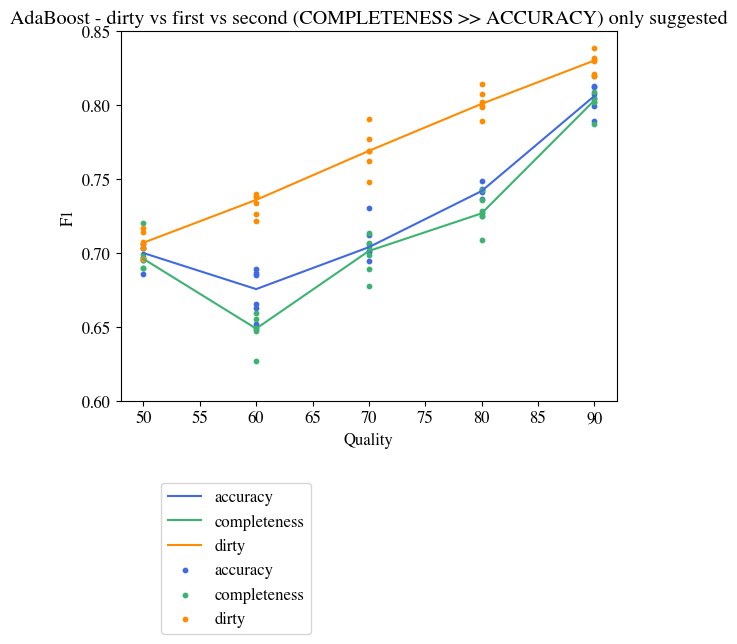 AdaBoost - dirty vs first vs second (COMPLETENESS >> ACCURACY) only suggested
0.85
0.80
0.75
0.70
0.65
0.60
F1
50 55 60 65 70 75 80 85 90
Quality
accuracy
completeness
dirty
accuracy
completeness
dirty